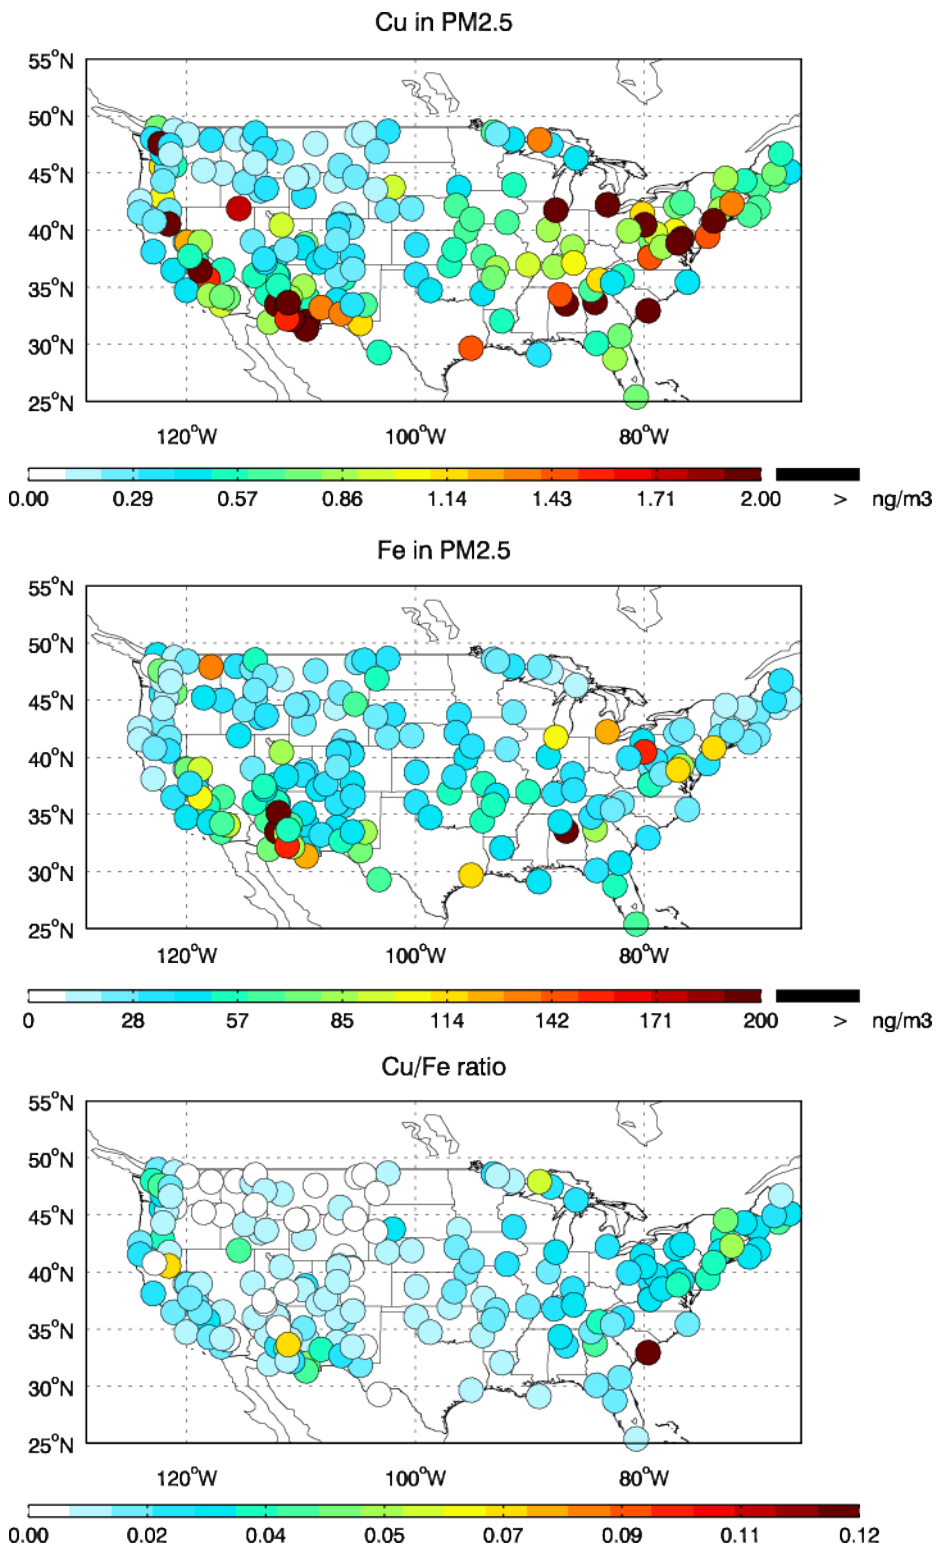 Cu in PM2.5
55°N
50°N
45°N
40°N
35°N
30°N
25°N
120°W 100°W 80°W
0.00 0.29 0.57 0.86 1.14 1.43 1.71 2.00 > ng/m3
Fe in PM2.5
55°N
50°N
45°N
40°N
35°N
30°N
25°N
120°W 100°W 80°W
0 28 57 85 114 142 171 200 > ng/m3
Cu/Fe ratio
55°N
50°N
45°N
40°N
35°N
30°N
25°N
120°W 100°W 80°W
0.00 0.02 0.04 0.05 0.07 0.09 0.11 0.12